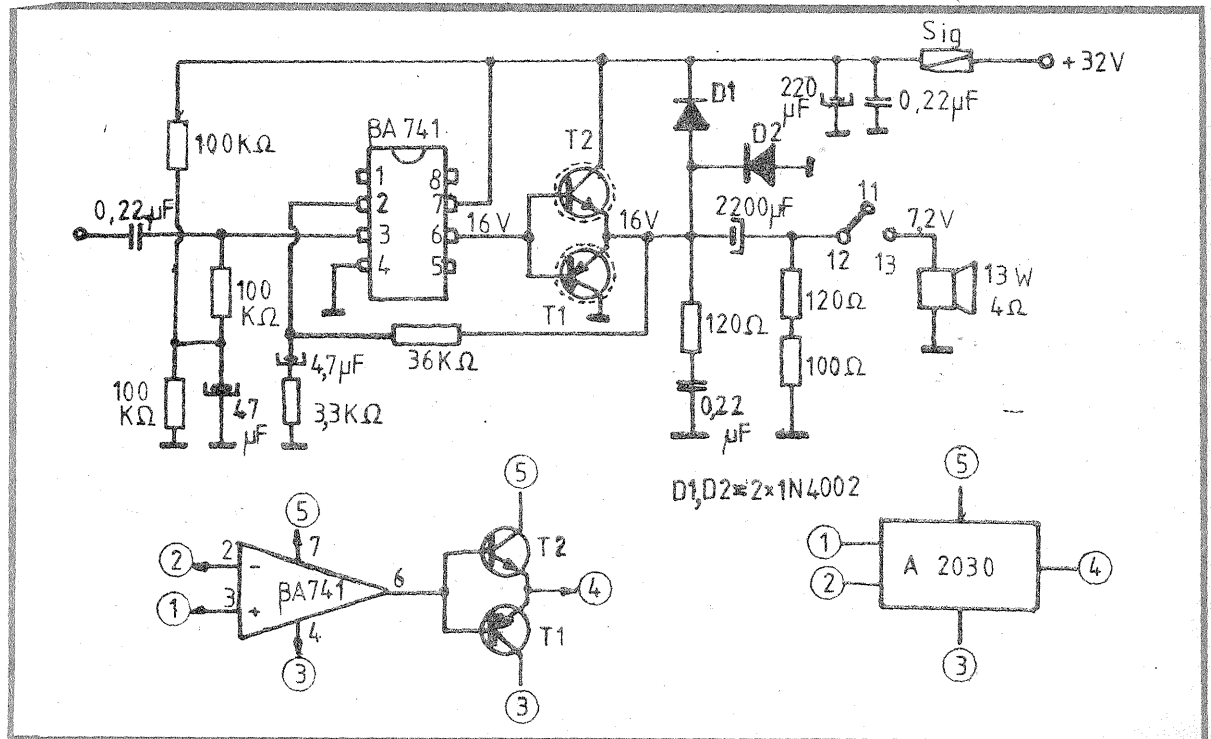 Sig
+32V
D1
220
µF
0,22µF
100KΩ
βA 741
T2
D2
1
8
2
7
0,22µF
16V
16V
2200µF
11
7,2V
3
6
4
5
12
13
100
KΩ
T1
120Ω
120Ω
13W
4Ω
36KΩ
4,7µF
100Ω
100
KΩ
47
µF
3,3KΩ
0,22
µF
D1,D2=2×1N4002
5
5
2
2
7
T2
1
-
βA741
6
4
A 2030
4
1
3
+
2
4
T1
3
3
3